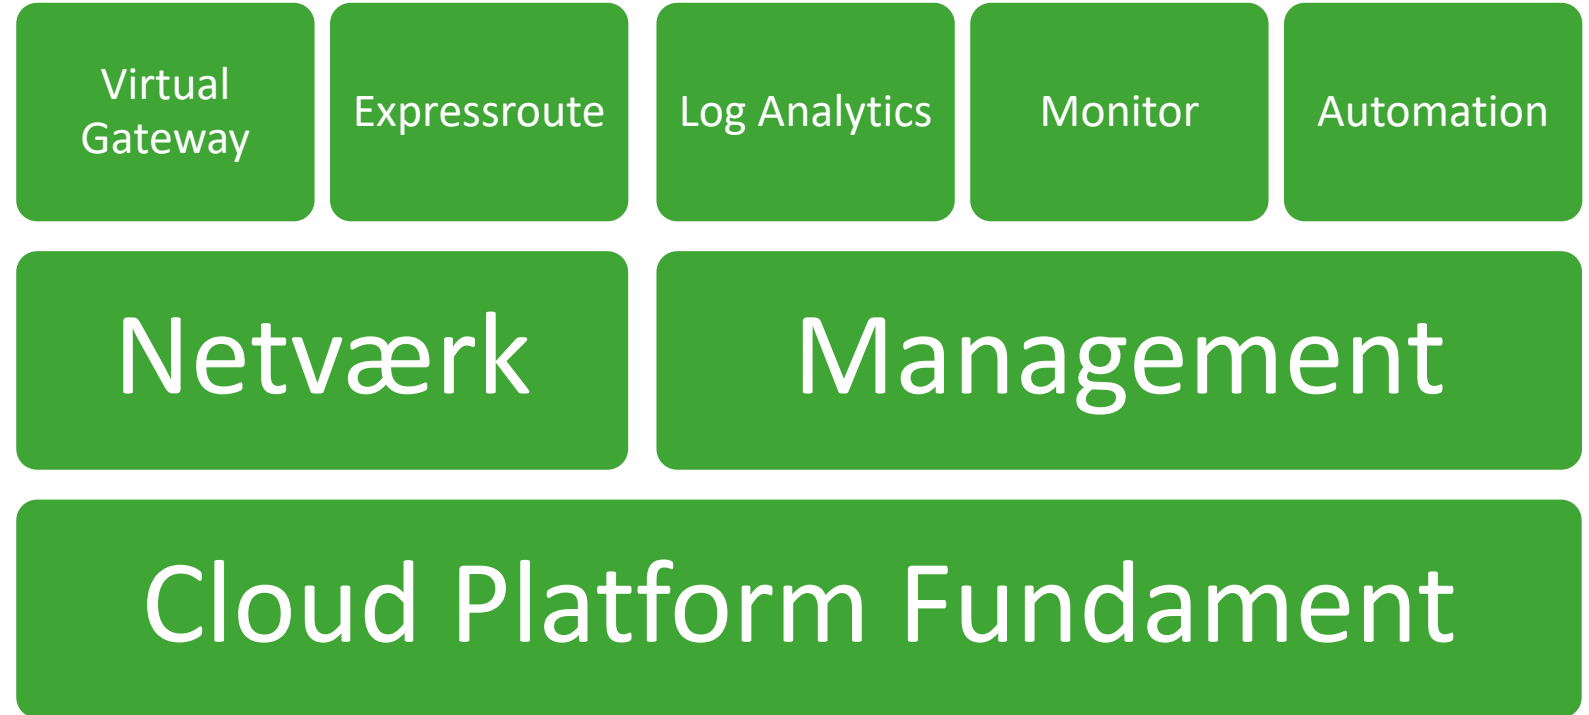 Virtual
Gateway
Expressroute
Log Analytics
Monitor
Automation
Netværk
Management
Cloud Platform Fundament